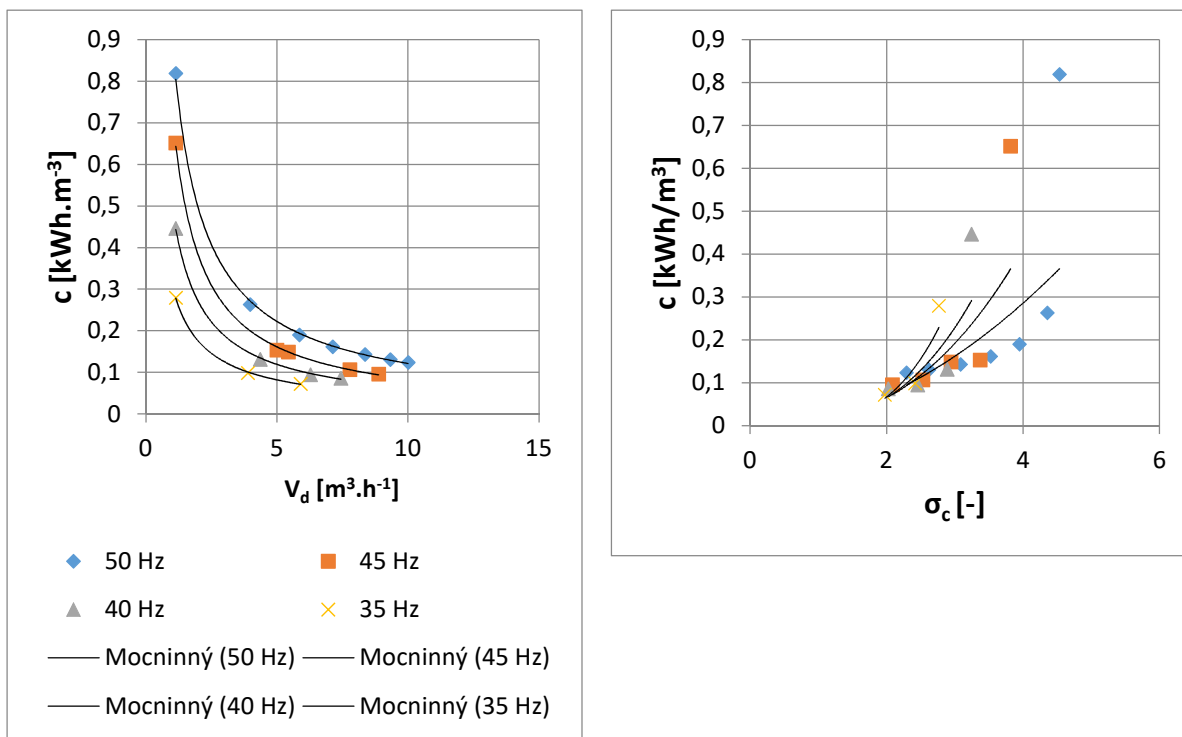 0,9
0,8
0,7
0,6
0,5
0,4
0,3
0,2
0,1
0
c [kWh.m-3]
0 5 10 15
Vd [m³.h-1]
50 Hz 45 Hz
40 Hz 35 Hz
Mocninný (50 Hz) Mocninný (45 Hz)
Mocninný (40 Hz) Mocninný (35 Hz)
0,9
0,8
0,7
0,6
0,5
0,4
0,3
0,2
0,1
0
c [kWh/m³]
0 2 4 6
σc [-]